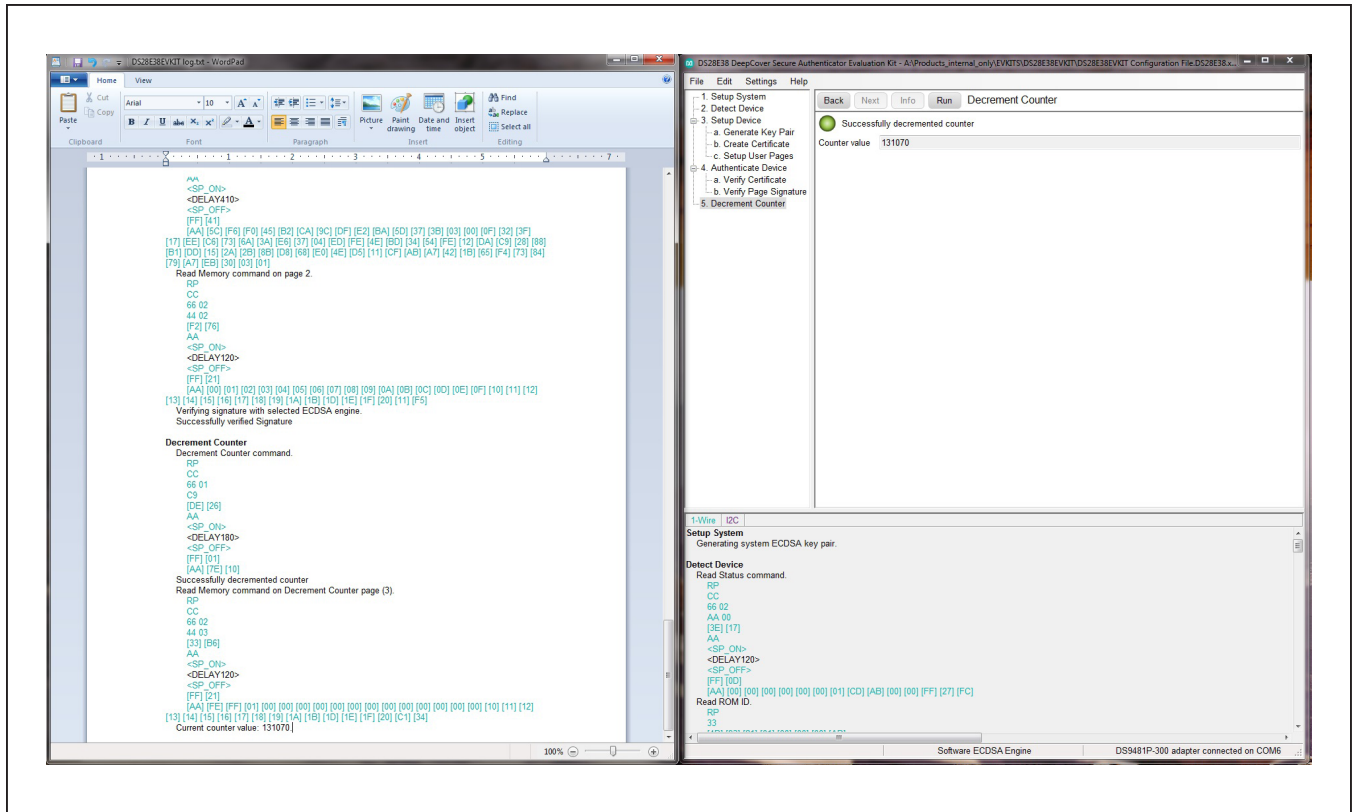 DS28E38EVKIT log.txt - WordPad
Home View
Cut
Copy
Paste
Clipboard
Arial 10
Font
Paragraph
Picture
Paint drawing
Date and time
Insert object
Insert
Find
Replace
Select all
Editing
AA
<SP_ON>
<DELAY410>
<SP_OFF>
[FF] [41]
[AA] [5C] [F6] [F0] [45] [B2] [CA] [9C] [DF] [E2] [BA] [5D] [37] [3B] [03] [00] [0F] [32] [3F]
[17] [EE] [C6] [73] [6A] [3A] [E6] [37] [04] [ED] [FE] [4E] [BD] [34] [54] [FE] [12] [DA] [C9] [28] [88]
[B1] [DD] [15] [2A] [2B] [8B] [D8] [68] [E0] [4E] [D5] [11] [CF] [AB] [A7] [42] [1B] [65] [F4] [73] [84]
[79] [A7] [EB] [30] [03] [01]
Read Memory command on page 2.
RP
CC
66 02
44 02
[F2] [76]
AA
<SP_ON>
<DELAY120>
<SP_OFF>
[FF] [21]
[AA] [00] [01] [02] [03] [04] [05] [06] [07] [08] [09] [0A] [0B] [0C] [0D] [0E] [0F] [10] [11] [12]
[13] [14] [15] [16] [17] [18] [19] [1A] [1B] [1D] [1E] [1F] [20] [11] [F5]
Verifying signature with selected ECDSA engine.
Successfully verified Signature
Decrement Counter
Decrement Counter command.
RP
CC
66 01
C9
[DE] [26]
AA
<SP_ON>
<DELAY180>
<SP_OFF>
[FF] [01]
[AA] [7E] [10]
Successfully decremented counter
Read Memory command on Decrement Counter page (3).
RP
CC
66 02
44 03
[33] [B6]
AA
<SP_ON>
<DELAY120>
<SP_OFF>
[FF] [21]
[AA] [FE] [FF] [01] [00] [00] [00] [00] [00] [00] [00] [00] [00] [00] [00] [00] [00] [10] [11] [12]
[13] [14] [15] [16] [17] [18] [19] [1A] [1B] [1D] [1E] [1F] [20] [C1] [34]
Current counter value: 131070.
100%
DS28E38 DeepCover Secure Authenticator Evaluation Kit - A:\Products_internal_only\EVKITS\DS28E38EVKIT\DS28E38EVKIT Configuration File.DS28E38.x...
File Edit Settings Help
1. Setup System
2. Detect Device
3. Setup Device
a. Generate Key Pair
b. Create Certificate
c. Setup User Pages
4. Authenticate Device
a. Verify Certificate
b. Verify Page Signature
5. Decrement Counter
Back Next Info Run Decrement Counter
Successfully decremented counter
Counter value 131070
1-Wire I2C
Setup System
Generating system ECDSA key pair.
Detect Device
Read Status command.
RP
CC
66 02
AA 00
[3E] [17]
AA
<SP_ON>
<DELAY120>
<SP_OFF>
[FF] [0D]
[AA] [00] [00] [00] [00] [00] [00] [01] [CD] [AB] [00] [00] [FF] [27] [FC]
Read ROM ID.
RP
33
Software ECDSA Engine
DS9481P-300 adapter connected on COM6